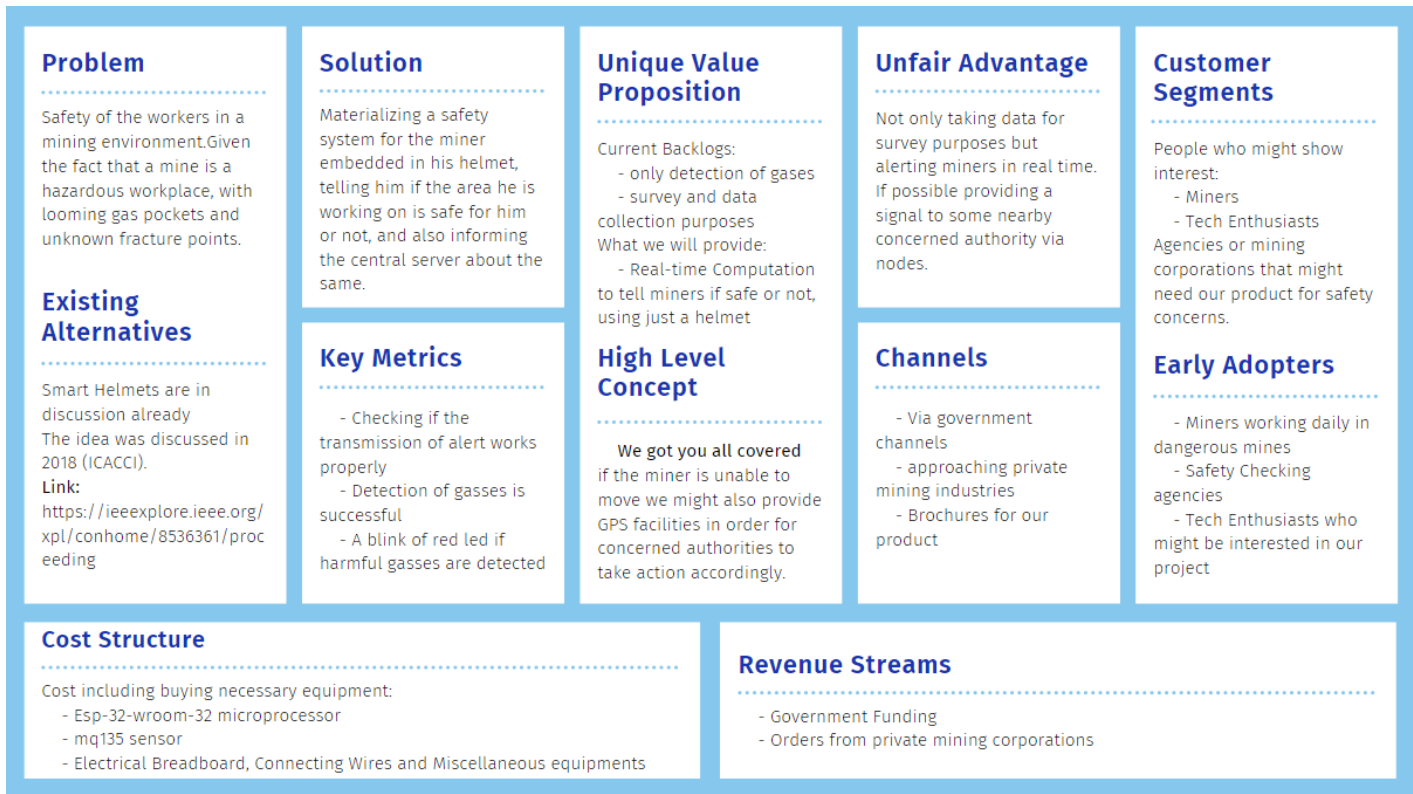 Problem
Safety of the workers in a
mining environment.Given
the fact that a mine is a
hazardous workplace, with
looming gas pockets and
unknown fracture points.
Existing
Alternatives
Smart Helmets are in
discussion already
The idea was discussed in
2018 (ICACCI).
Link:
https://ieeexplore.ieee.org/
xpl/conhome/8536361/proc
eeding
Solution
Materializing a safety
system for the miner
embedded in his helmet,
telling him if the area he is
working on is safe for him
or not, and also informing
the central server about the
same.
Key Metrics
- Checking if the
transmission of alert works
properly
- Detection of gasses is
successful
- A blink of red led if
harmful gasses are detected
Unique Value
Proposition
Current Backlogs:
- only detection of gases
- survey and data
collection purposes
What we will provide:
- Real-time Computation
to tell miners if safe or not,
using just a helmet
High Level
Concept
We got you all covered
if the miner is unable to
move we might also provide
GPS facilities in order for
concerned authorities to
take action accordingly.
Unfair Advantage
Not only taking data for
survey purposes but
alerting miners in real time.
If possible providing a
signal to some nearby
concerned authority via
nodes.
Channels
- Via government
channels
- approaching private
mining industries
- Brochures for our
product
Customer
Segments
People who might show
interest:
- Miners
- Tech Enthusiasts
Agencies or mining
corporations that might
need our product for safety
concerns.
Early Adopters
- Miners working daily in
dangerous mines
- Safety Checking
agencies
- Tech Enthusiasts who
might be interested in our
project
Cost Structure
Cost including buying necessary equipment:
- Esp-32-wroom-32 microprocessor
- mq135 sensor
- Electrical Breadboard, Connecting Wires and Miscellaneous equipments
Revenue Streams
- Government Funding
- Orders from private mining corporations